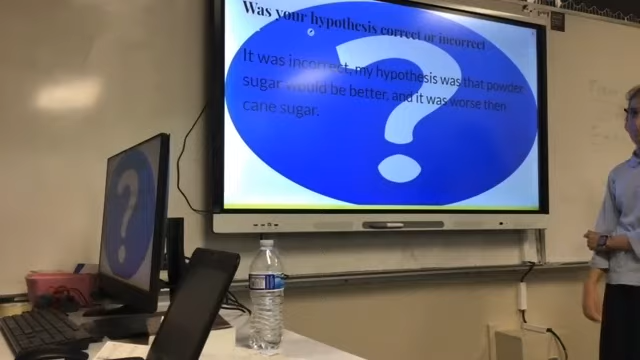 Was your hypothesis correct or incorrect
It was incorrect, my hypothesis was that powder
sugar would be better, and it was worse then
cane sugar.